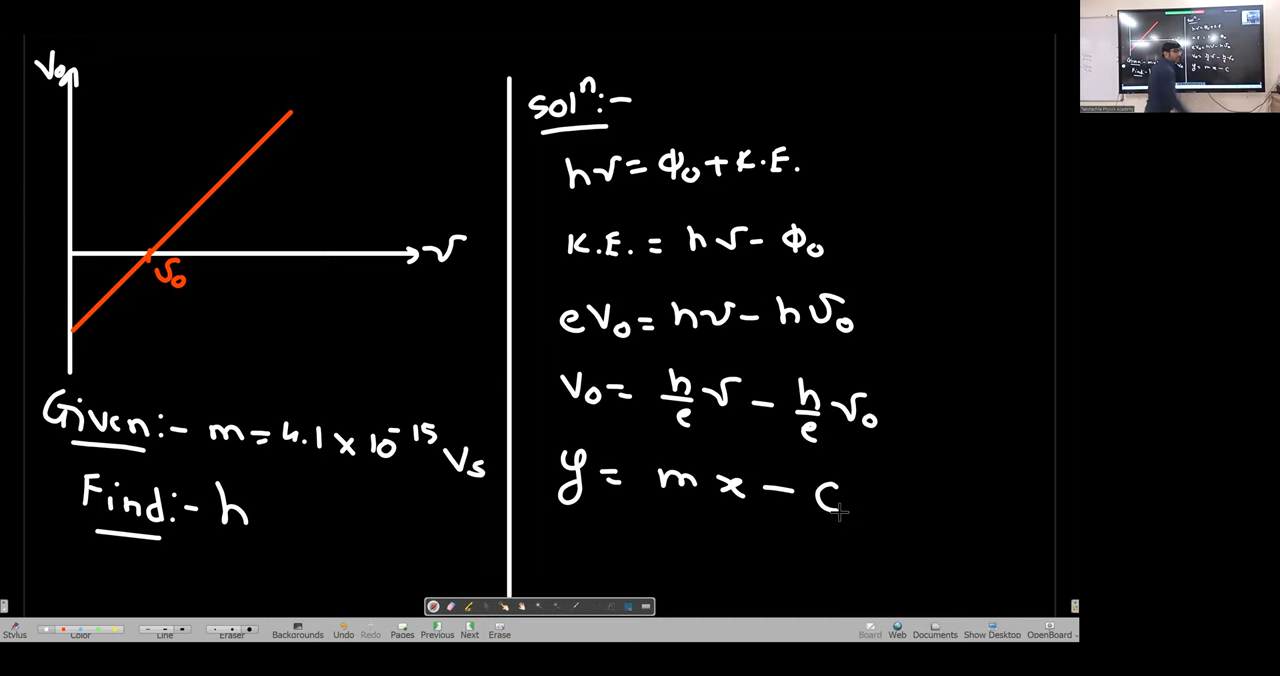 V₀
ν
ν₀
Given:- m = 4.1 × 10⁻¹⁵ Vs
Find:- h
Solⁿ:-
hν = Φ₀ + K.E.
K.E. = hν - Φ₀
eV₀ = hν - hν₀
V₀ = h/e ν - h/e ν₀
y = mx - C
Stylus
Color
Line
Eraser
Backgrounds
Undo
Redo
Pages
Previous
Next
Erase
Board
Web
Documents
Show Desktop
OpenBoard